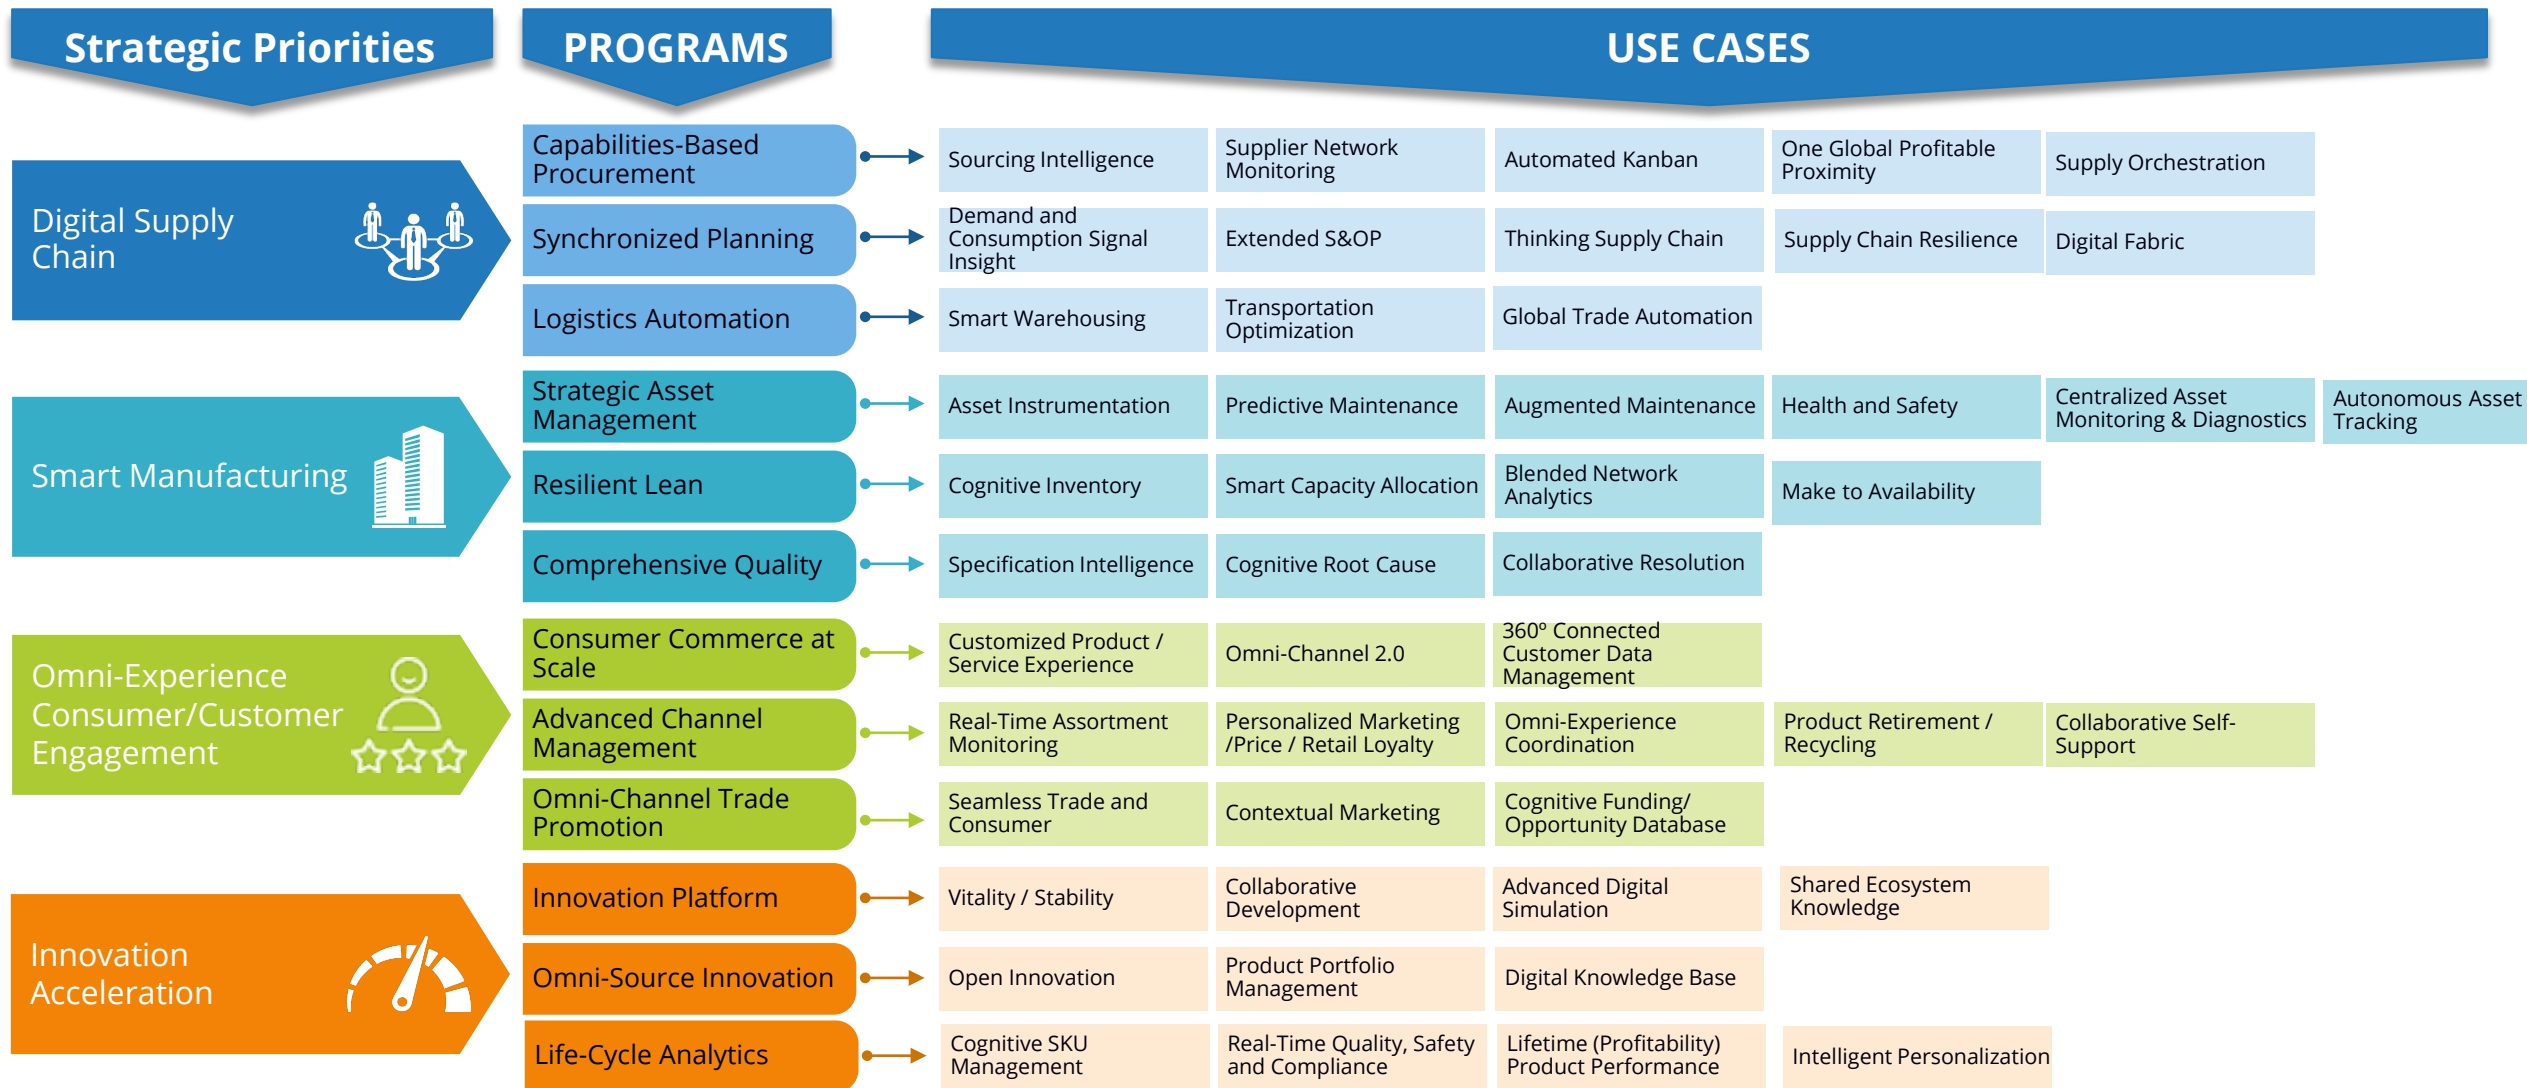 Strategic Priorities
PROGRAMS
USE CASES
Digital Supply
Chain
Capabilities-Based
Procurement
Sourcing Intelligence
Supplier Network
Monitoring
Automated Kanban
One Global Profitable
Proximity
Supply Orchestration
Synchronized Planning
Demand and
Consumption Signal
Insight
Extended S&OP
Thinking Supply Chain
Supply Chain Resilience
Digital Fabric
Logistics Automation
Smart Warehousing
Transportation
Optimization
Global Trade Automation
Smart Manufacturing
Strategic Asset
Management
Asset Instrumentation
Predictive Maintenance
Augmented Maintenance
Health and Safety
Centralized Asset
Monitoring & Diagnostics
Autonomous Asset
Tracking
Resilient Lean
Cognitive Inventory
Smart Capacity Allocation
Blended Network
Analytics
Make to Availability
Comprehensive Quality
Specification Intelligence
Cognitive Root Cause
Collaborative Resolution
Omni-Experience
Consumer/Customer
Engagement
Consumer Commerce at
Scale
Customized Product /
Service Experience
Omni-Channel 2.0
360º Connected
Customer Data
Management
Advanced Channel
Management
Real-Time Assortment
Monitoring
Personalized Marketing
/Price / Retail Loyalty
Omni-Experience
Coordination
Product Retirement /
Recycling
Collaborative Self-
Support
Omni-Channel Trade
Promotion
Seamless Trade and
Consumer
Contextual Marketing
Cognitive Funding/
Opportunity Database
Innovation
Acceleration
Innovation Platform
Vitality / Stability
Collaborative
Development
Advanced Digital
Simulation
Shared Ecosystem
Knowledge
Omni-Source Innovation
Open Innovation
Product Portfolio
Management
Digital Knowledge Base
Life-Cycle Analytics
Cognitive SKU
Management
Real-Time Quality, Safety
and Compliance
Lifetime (Profitability)
Product Performance
Intelligent Personalization